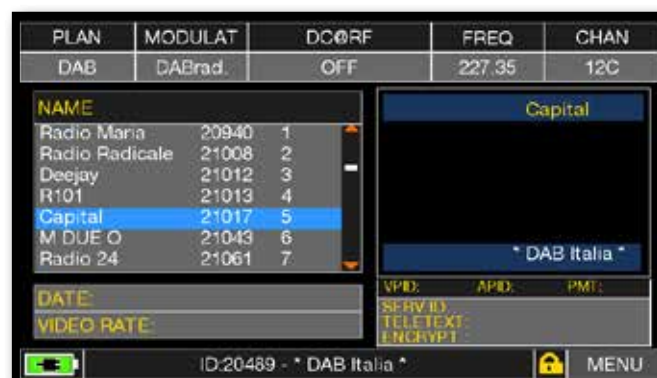 PLAN MODULAT DC@RF FREQ CHAN
DAB DABrad. OFF 227.35 12C
NAME
Radio Maria 20940 1
Radio Radicale 21008 2
Deejay 21012 3
R101 21013 4
Capital 21017 5
M DUE O 21043 6
Radio 24 21061 7
DATE:
VIDEO RATE:
Capital
* DAB Italia *
VPID: APID: PMT:
SERV ID:
TELETEXT:
ENCRYPT:
ID:20489 - * DAB Italia * MENU